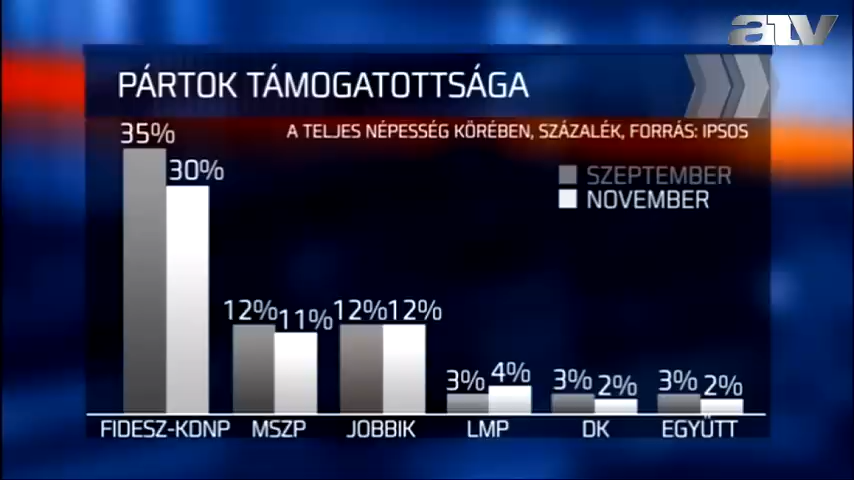 atv
PÁRTOK TÁMOGATOTTSÁGA
A TELJES NÉPESSÉG KÖRÉBEN, SZÁZALÉK, FORRÁS: IPSOS
SZEPTEMBER
NOVEMBER
35% 30%
12% 11%
12% 12%
3% 4%
3% 2%
3% 2%
FIDESZ-KDNP MSZP JOBBIK LMP DK EGYÜTT